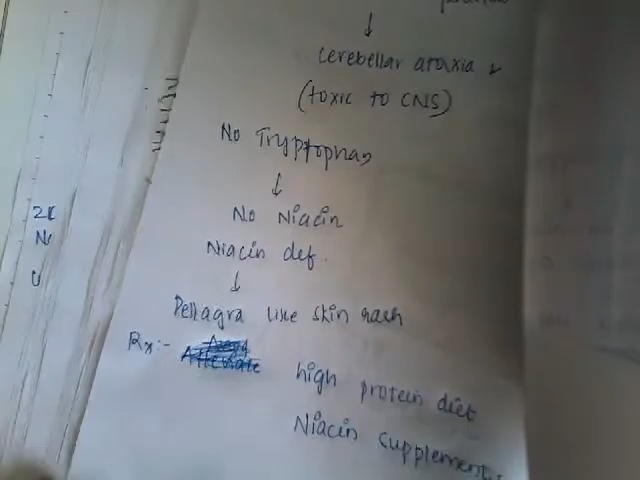 ↓
Cerebellar ataxia
(toxic to CNS)
No Tryptophan
↓
No Niacin
Niacin def.
↓
Pellagra like skin rash
Rx:- high protein diet
Niacin supplement